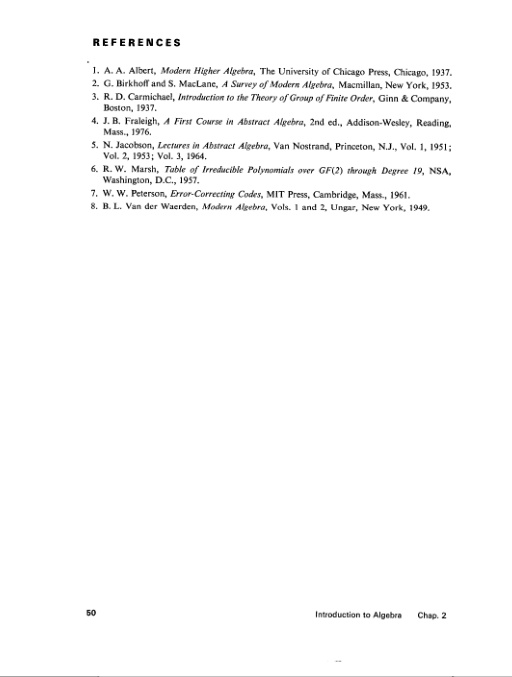 REFERENCES
1. A. A. Albert, Modern Higher Algebra, The University of Chicago Press, Chicago, 1937.
2. G. Birkhoff and S. MacLane, A Survey of Modern Algebra, Macmillan, New York, 1953.
3. R. D. Carmichael, Introduction to the Theory of Group of Finite Order, Ginn & Company,
Boston, 1937.
4. J. B. Fraleigh, A First Course in Abstract Algebra, 2nd ed., Addison-Wesley, Reading,
Mass., 1976.
5. N. Jacobson, Lectures in Abstract Algebra, Van Nostrand, Princeton, N.J., Vol. 1, 1951;
Vol. 2, 1953; Vol. 3, 1964.
6. R. W. Marsh, Table of Irreducible Polynomials over GF(2) through Degree 19, NSA,
Washington, D.C., 1957.
7. W. W. Peterson, Error-Correcting Codes, MIT Press, Cambridge, Mass., 1961.
8. B. L. Van der Waerden, Modern Algebra, Vols. 1 and 2, Ungar, New York, 1949.
50 Introduction to Algebra Chap. 2